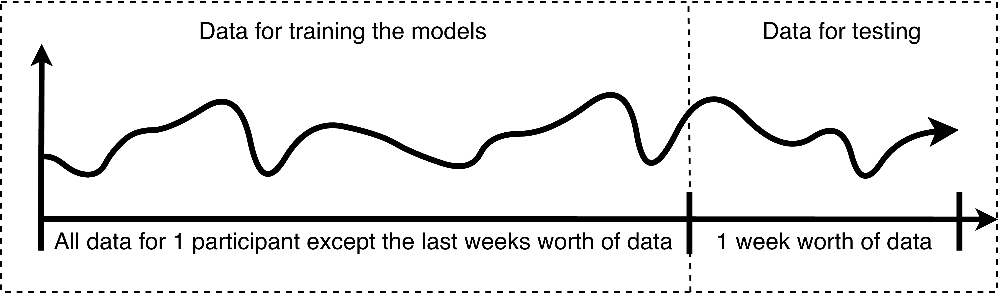 Data for training the models
Data for testing
All data for 1 participant except the last weeks worth of data
1 week worth of data